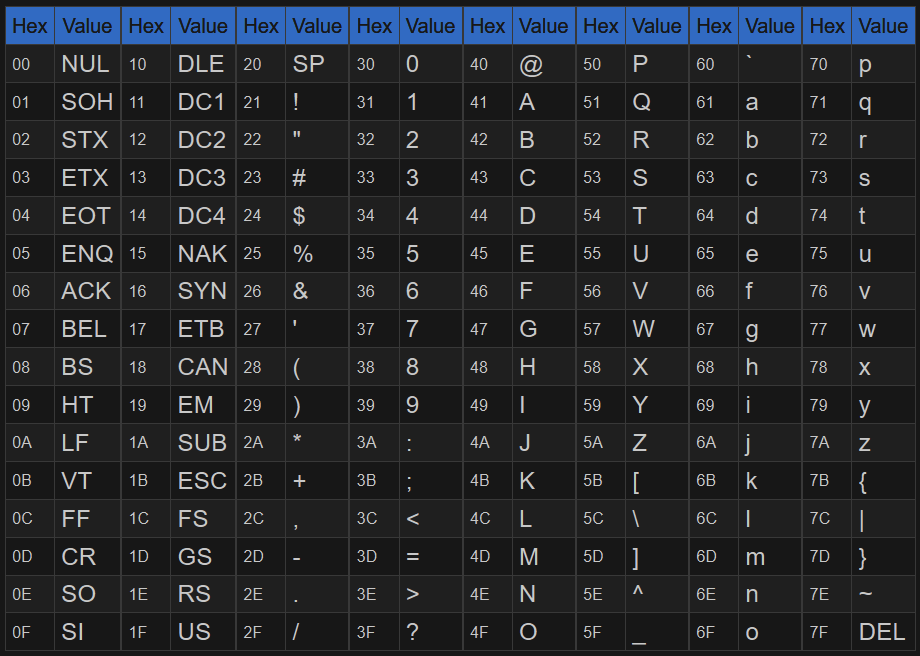 Hex Value Hex Value Hex Value Hex Value Hex Value Hex Value Hex Value Hex Value
00 NUL 10 DLE 20 SP 30 0 40 @ 50 P 60 ` 70 p
01 SOH 11 DC1 21 ! 31 1 41 A 51 Q 61 a 71 q
02 STX 12 DC2 22 " 32 2 42 B 52 R 62 b 72 r
03 ETX 13 DC3 23 # 33 3 43 C 53 S 63 c 73 s
04 EOT 14 DC4 24 $ 34 4 44 D 54 T 64 d 74 t
05 ENQ 15 NAK 25 % 35 5 45 E 55 U 65 e 75 u
06 ACK 16 SYN 26 & 36 6 46 F 56 V 66 f 76 v
07 BEL 17 ETB 27 ' 37 7 47 G 57 W 67 g 77 w
08 BS 18 CAN 28 ( 38 8 48 H 58 X 68 h 78 x
09 HT 19 EM 29 ) 39 9 49 I 59 Y 69 i 79 y
0A LF 1A SUB 2A * 3A : 4A J 5A Z 6A j 7A z
0B VT 1B ESC 2B + 3B ; 4B K 5B [ 6B k 7B {
0C FF 1C FS 2C , 3C < 4C L 5C \ 6C l 7C |
0D CR 1D GS 2D - 3D = 4D M 5D ] 6D m 7D }
0E SO 1E RS 2E . 3E > 4E N 5E ^ 6E n 7E ~
0F SI 1F US 2F / 3F ? 4F O 5F _ 6F o 7F DEL